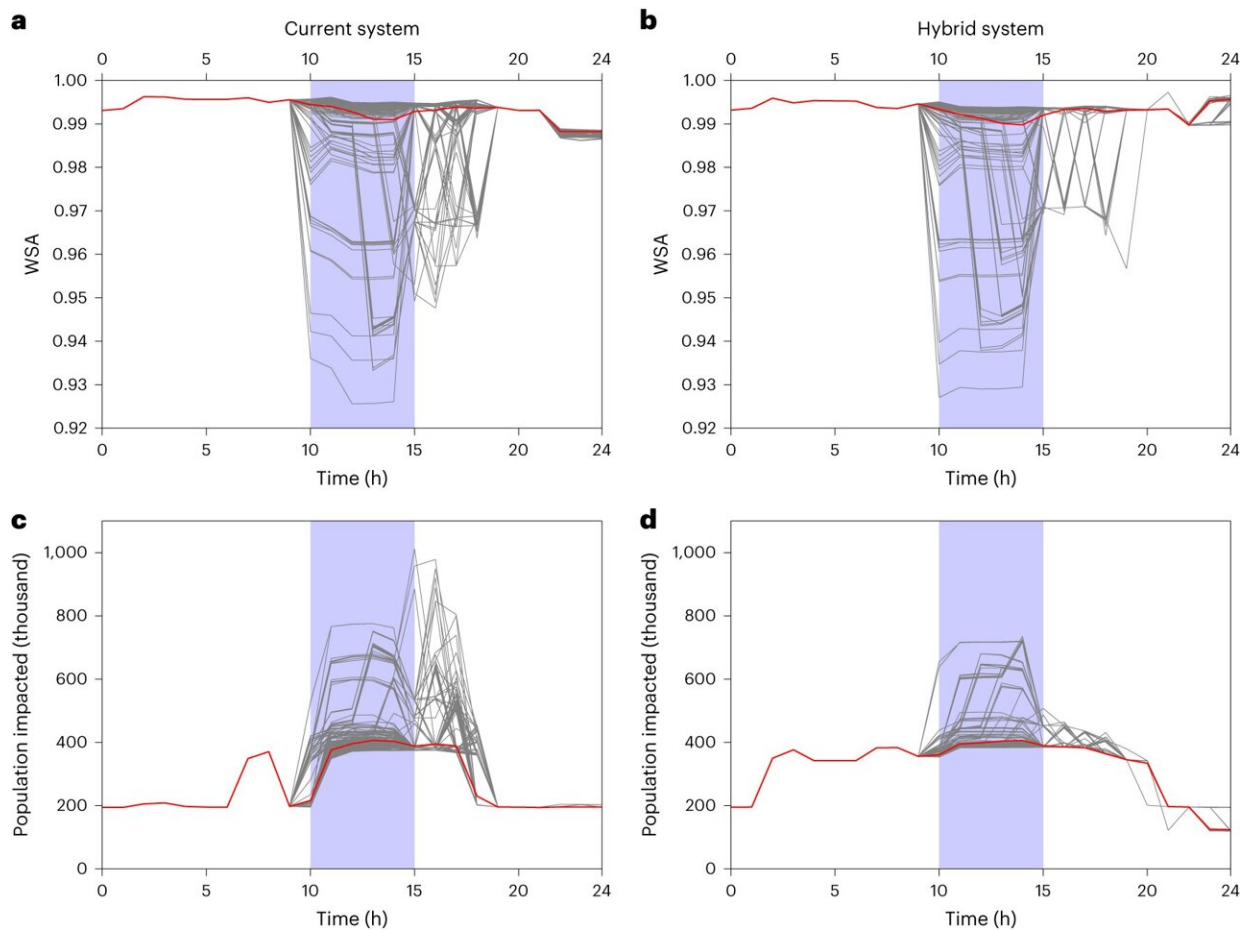 a
Current system
0 5 10 15 20 24
1.00
0.99
0.98
0.97
0.96
0.95
0.94
0.93
0.92
WSA
0 5 10 15 20 24
Time (h)
b
Hybrid system
0 5 10 15 20 24
1.00
0.99
0.98
0.97
0.96
0.95
0.94
0.93
0.92
WSA
0 5 10 15 20 24
Time (h)
c
1,000
800
600
400
200
0
Population impacted (thousand)
0 5 10 15 20 24
Time (h)
d
1,000
800
600
400
200
0
Population impacted (thousand)
0 5 10 15 20 24
Time (h)